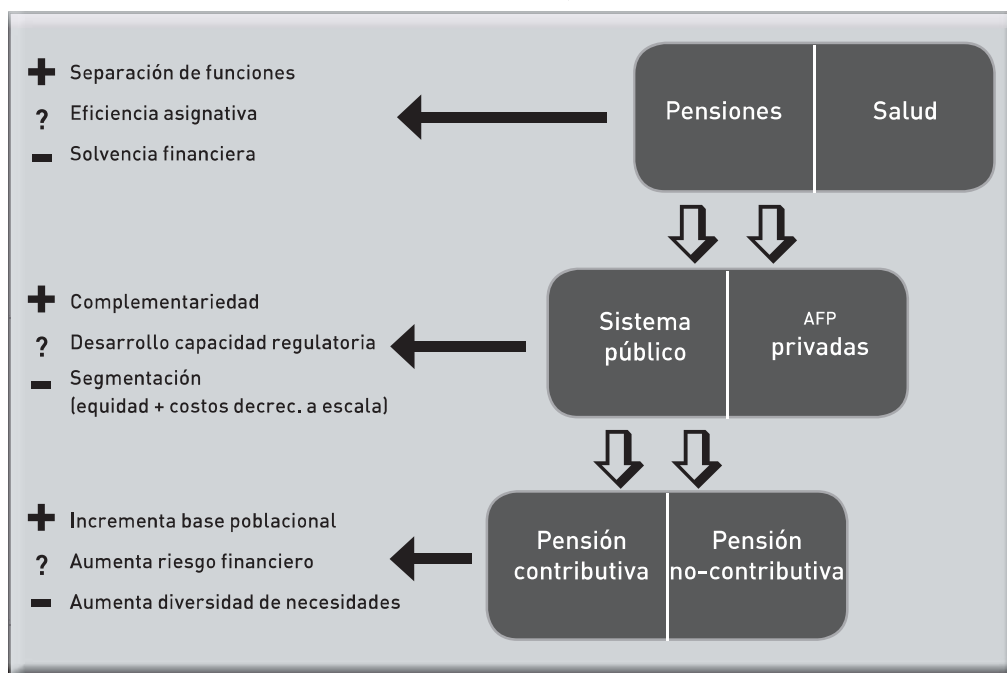 + Separación de funciones
? Eficiencia asignativa
- Solvencia financiera
Pensiones
Salud
+ Complementariedad
? Desarrollo capacidad regulatoria
- Segmentación
(equidad + costos decrec. a escala)
Sistema
público
AFP
privadas
+ Incrementa base poblacional
? Aumenta riesgo financiero
- Aumenta diversidad de necesidades
Pensión
contributiva
Pensión
no-contributiva